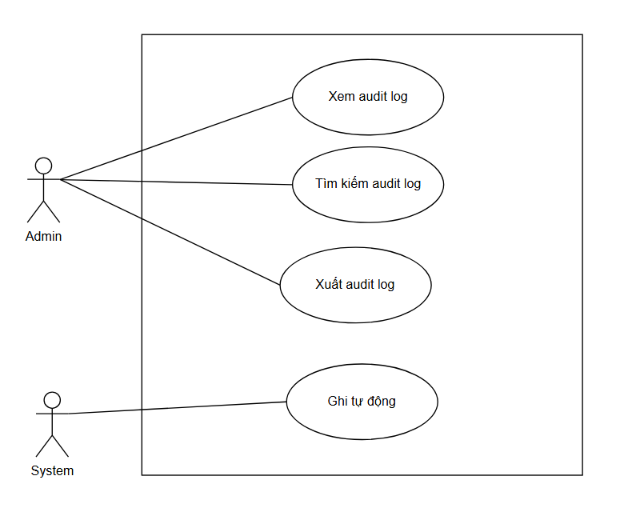 Xem audit log
Tìm kiếm audit log
Admin
Xuất audit log
Ghi tự động
System